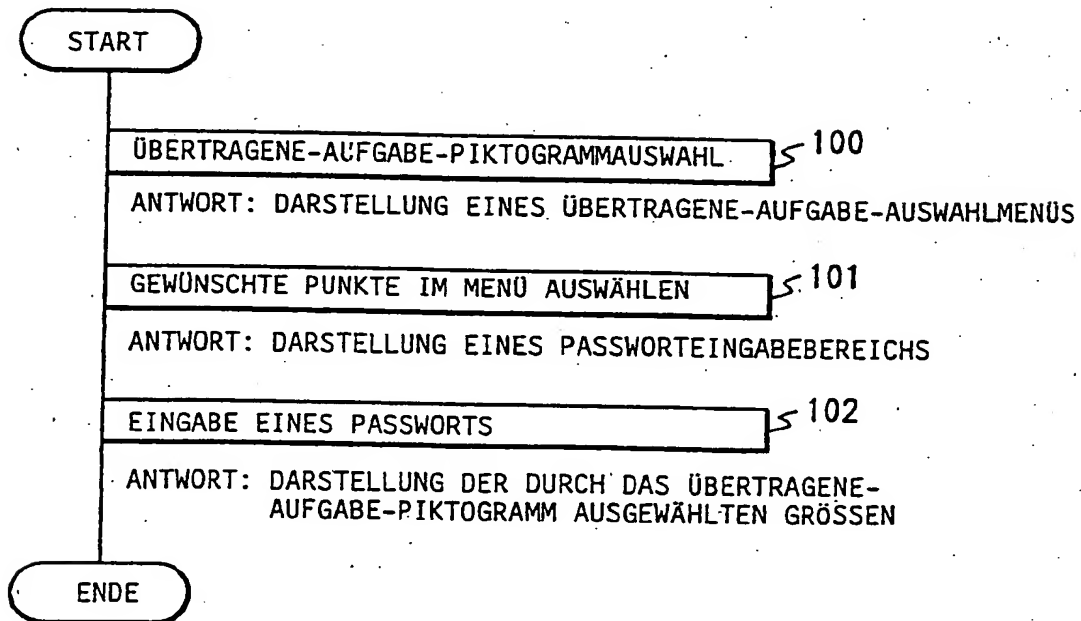 START
ÜBERTRAGENE-AUFGABE-PIKTOGRAMMAUSWAHL
100
ANTWORT: DARSTELLUNG EINES ÜBERTRAGENE-AUFGABE-AUSWAHLMENÜS
GEWÜNSCHTE PUNKTE IM MENÜ AUSWÄHLEN
101
ANTWORT: DARSTELLUNG EINES PASSWORTEINGABEBEREICHS
EINGABE EINES PASSWORTS
102
ANTWORT: DARSTELLUNG DER DURCH DAS ÜBERTRAGENE-
AUFGABE-PIKTOGRAMM AUSGEWÄHLTEN GRÖSSEN
ENDE